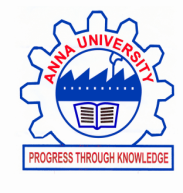 ANNA UNIVERSITY
PROGRESS THROUGH KNOWLEDGE